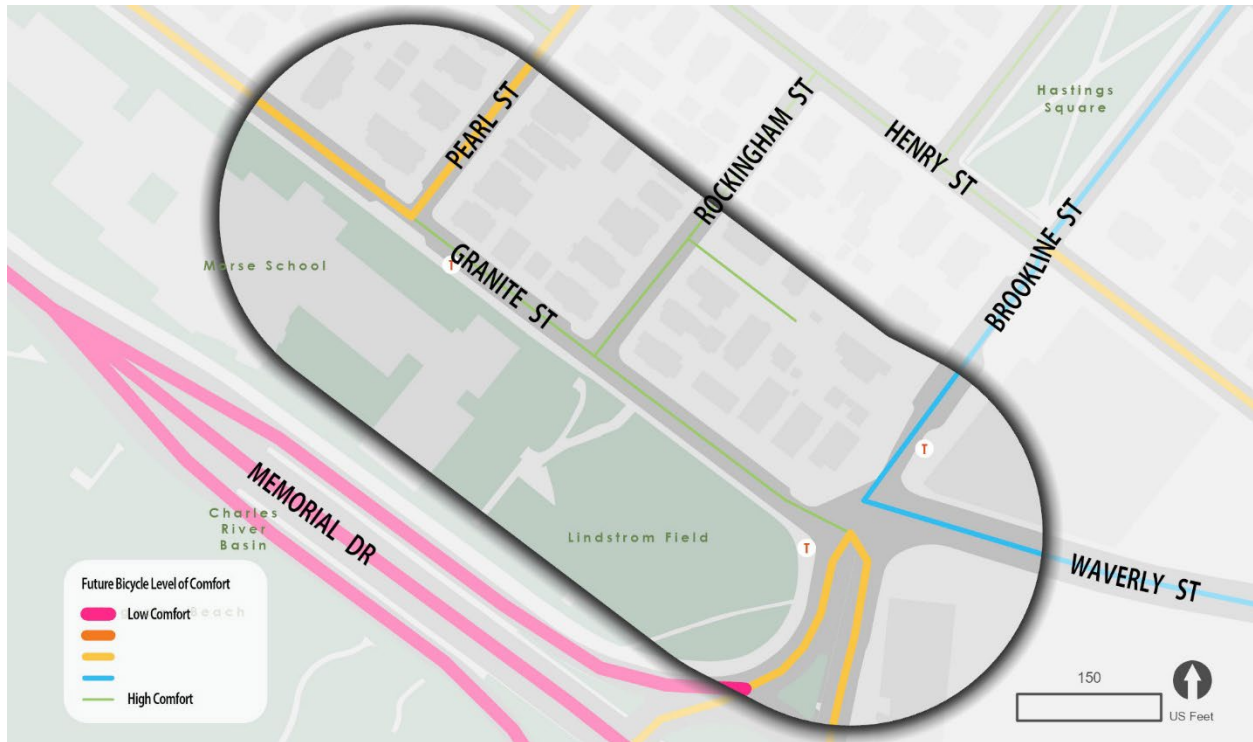 PEARL ST
ROCKINGHAM ST
HENRY ST
Hastings
Square
BROOKLINE ST
Morse School
T
GRANITE ST
T
MEMORIAL DR
Charles
River
Basin
Lindstrom Field
T
WAVERLY ST
Future Bicycle Level of Comfort
Low Comfort
Beach
High Comfort
150
US Feet